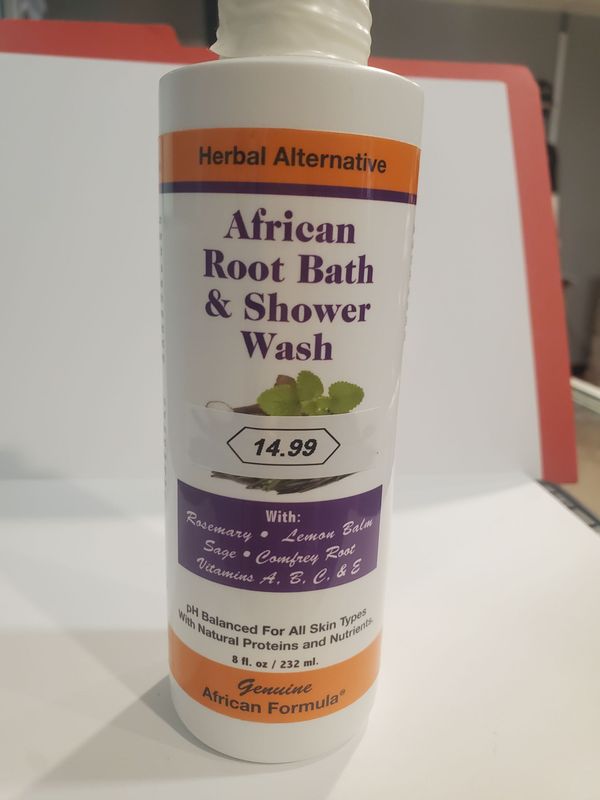 Herbal Alternative
African
Root Bath
& Shower
Wash
14.99
With:
Rosemary • Lemon Balm
Sage • Comfrey Root
Vitamins A, B, C, & E
pH Balanced For All Skin Types
With Natural Proteins and Nutrients.
8 fl. oz / 232 ml.
Genuine
African Formula®